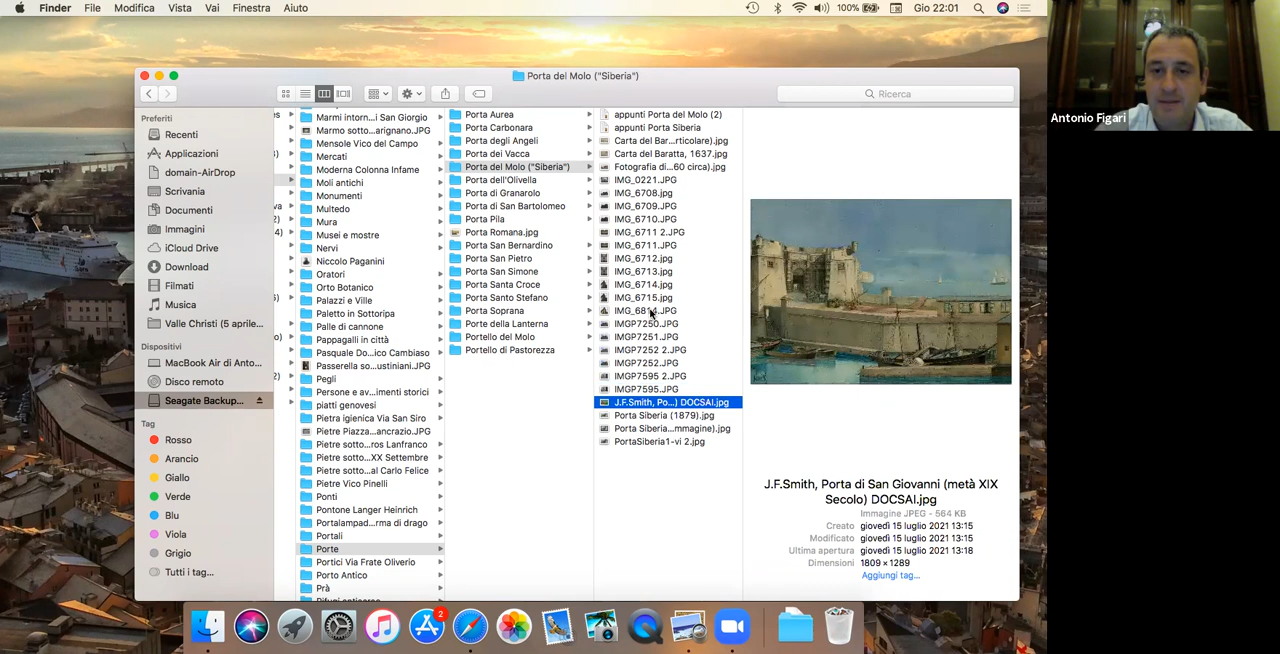 Finder File Modifica Vista Vai Finestra Aiuto 100% Gio 22:01
Porta del Molo ("Siberia")
Ricerca
Preferiti
Recenti
Applicazioni
domain-AirDrop
Scrivania
Documenti
Immagini
iCloud Drive
Download
Filmati
Musica
Valle Christi (5 aprile...
Dispositivi
MacBook Air di Anto...
Disco remoto
Seagate Backup...
Tag
Rosso
Arancio
Giallo
Verde
Blu
Viola
Grigio
Tutti i tag...
Marmi intorn...i San Giorgio
Marmo sotto...arignano.JPG
Mensole Vico del Campo
Mercati
Moderna Colonna Infame
Moli antichi
Monumenti
Multedo
Mura
Musei e mostre
Nervi
Niccolo Paganini
Oratori
Palazzi e Ville
Paletto in Sottoripa
Palle di cannone
Pappagalli in città
Pasquale Do...ico Cambiaso
Passerella so...ustiniani.JPG
Pegli
Persone e av...imenti storici
piatti genovesi
Pietra igienica Via San Siro
Pietre Piazza...ancrazio.JPG
Pietre sotto...ros Lanfranco
Pietre sotto...XX Settembre
Pietre sotto...al Carlo Felice
Pietre Vico Pinelli
Ponti
Pontone Langer Heinrich
Portalampad...rma di drago
Portali
Porte
Portici Via Frate Oliverio
Porto Antico
Prà
Porta Aurea
Porta Carbonara
Porta degli Angeli
Porta dei Vacca
Porta del Molo ("Siberia")
Porta dell'Olivella
Porta di Granarolo
Porta di San Bartolomeo
Porta Pila
Porta Romana.jpg
Porta San Bernardino
Porta San Pietro
Porta San Simone
Porta Santa Croce
Porta Santo Stefano
Porta Soprana
Porte della Lanterna
Portello del Molo
Portello di Pastorezza
appunti Porta del Molo (2)
appunti Porta Siberia
Carta del Bar...rticolare).jpg
Carta del Baratta, 1637.jpg
Fotografia di...60 circa).jpg
IMG_0221.JPG
IMG_6708.jpg
IMG_6709.JPG
IMG_6710.JPG
IMG_6711 2.JPG
IMG_6711.JPG
IMG_6712.jpg
IMG_6713.jpg
IMG_6714.jpg
IMG_6715.jpg
IMG_6814.JPG
IMGP7250.JPG
IMGP7251.JPG
IMGP7252 2.JPG
IMGP7252.JPG
IMGP7595 2.JPG
IMGP7595.JPG
J.F.Smith, Po...) DOCSAI.jpg
Porta Siberia (1879).jpg
Porta Siberia...mmagine).jpg
PortaSiberia1-vi 2.jpg
J.F.Smith, Porta di San Giovanni (metà XIX
Secolo) DOCSAI.jpg
Immagine JPEG - 564 KB
Creato giovedì 15 luglio 2021 13:15
Modificato giovedì 15 luglio 2021 13:15
Ultima apertura giovedì 15 luglio 2021 13:18
Dimensioni 1809 × 1289
Aggiungi tag...
2
Antonio Figari